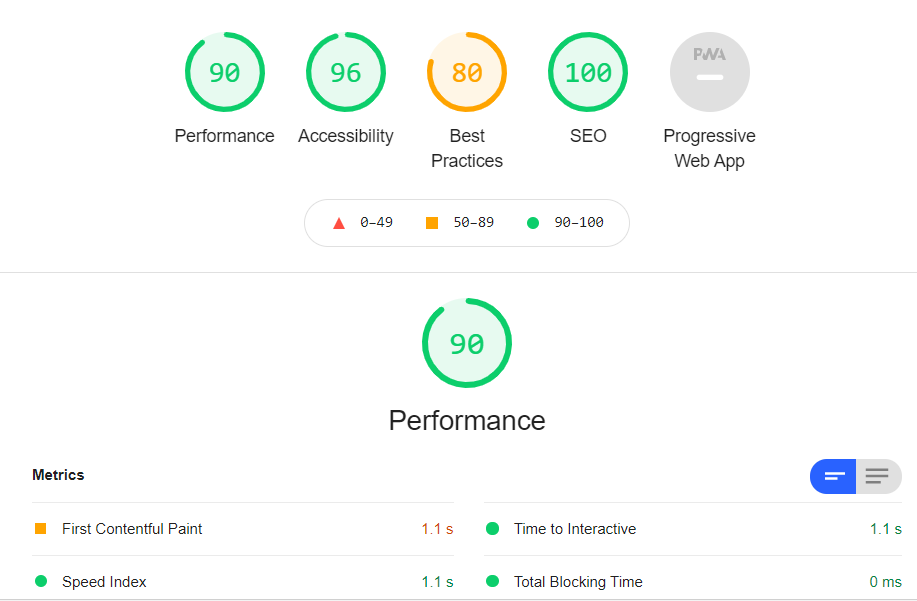 90 96 80 100 PWA
Performance Accessibility Best SEO Progressive
Practices Web App
0–49 50–89 90–100
90
Performance
Metrics
First Contentful Paint 1.1 s Time to Interactive 1.1 s
Speed Index 1.1 s Total Blocking Time 0 ms